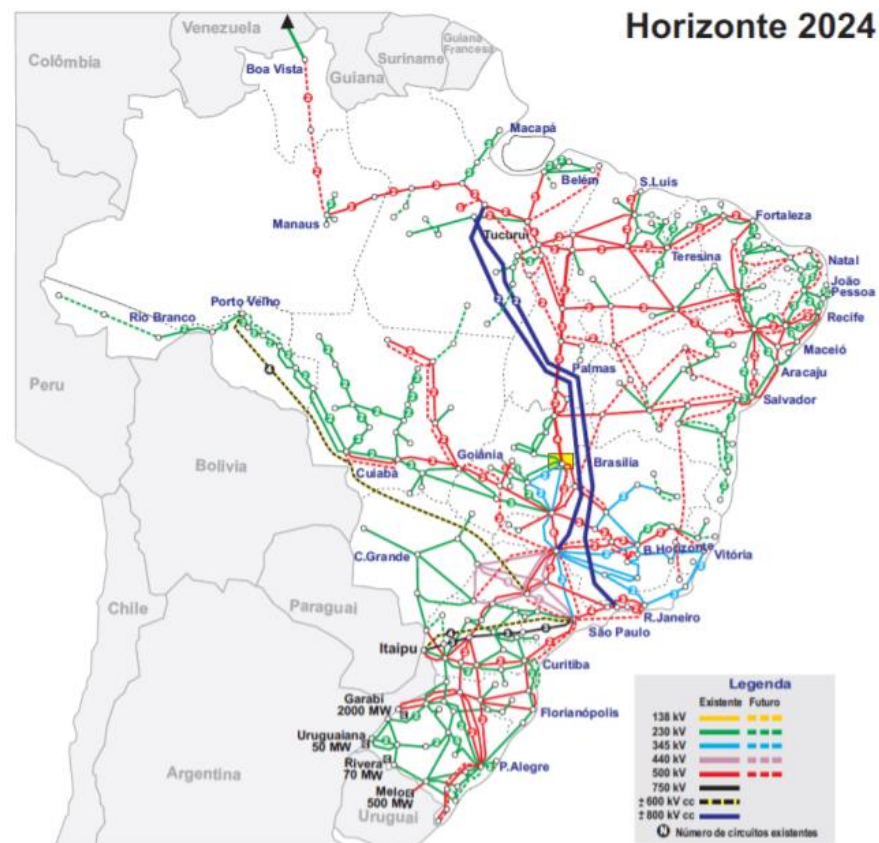 Horizonte 2024
Venezuela
Guiana
Francesa
Suriname
Colômbia
Guiana
Boa Vista
Macapá
Belém
S.Luis
Manaus
Fortaleza
Tucuruí
Teresina
Natal
João
Pessoa
Rio Branco
Porto Velho
Recife
Maceió
Peru
Palmas
Aracaju
Salvador
Bolivia
Goiânia
Brasilia
Cuiabá
C.Grande
B.Horizonte
Vitória
Chile
Paraguai
R.Janeiro
São Paulo
Itaipu
Curitiba
Garabi
2000 MW
Florianópolis
Uruguaiana
50 MW
Rivera
70 MW
P.Alegre
Argentina
Melo
500 MW
Uruguai
Legenda
Existente Futuro
138 kV
230 kV
345 kV
440 kV
500 kV
750 kV
± 600 kV cc
± 800 kV cc
N Número de circuitos existentes